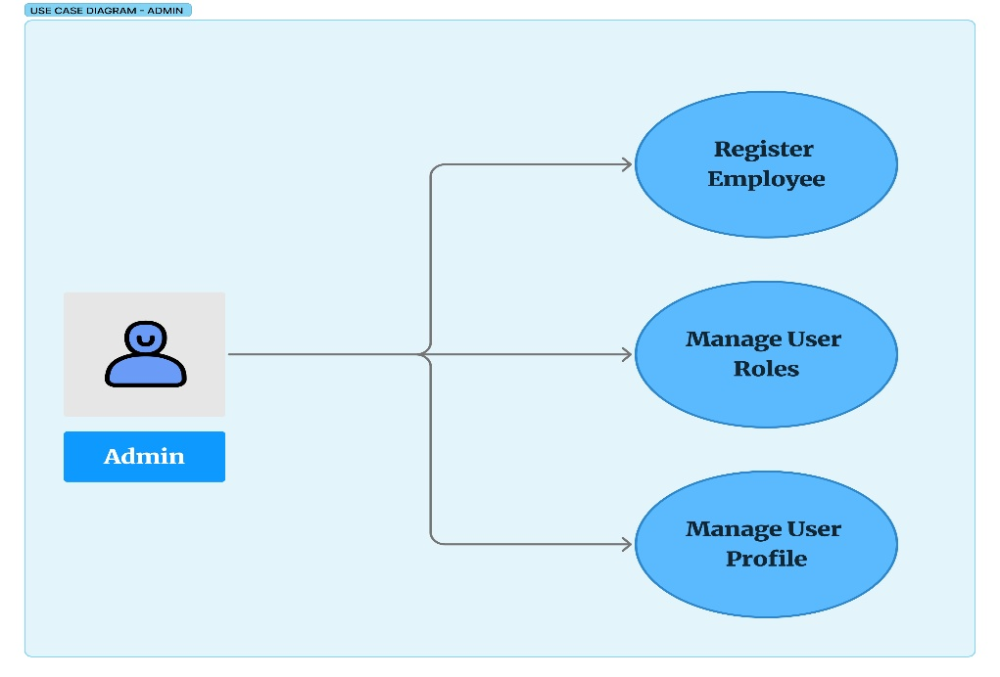 USE CASE DIAGRAM - ADMIN
Register
Employee
Manage User
Roles
Admin
Manage User
Profile